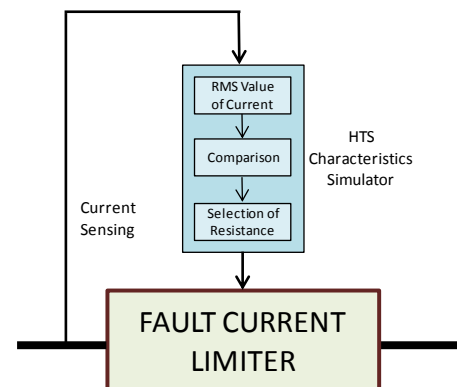 RMS Value
of Current
Comparison
Selection of
Resistance
HTS
Characteristics
Simulator
Current
Sensing
FAULT CURRENT
LIMITER